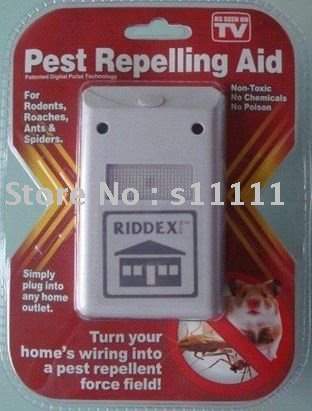 AS SEEN ON
TV
Pest Repelling Aid
Patented Digital Pulse Technology
For
Rodents,
Roaches,
Ants &
Spiders.
Non-Toxic
No Chemicals
No Poison
Store No : s11111
RIDDEX
Simply
plug into
any home
outlet.
Turn your
home's wiring into
a pest repellent
force field!